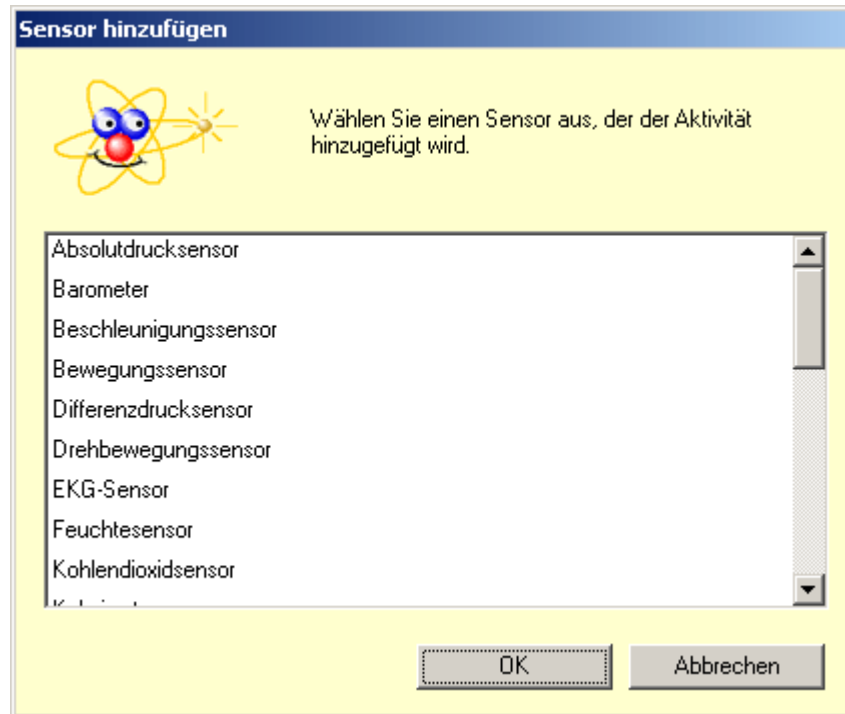 Sensor hinzufügen
Wählen Sie einen Sensor aus, der der Aktivität
hinzugefügt wird.
Absolutdrucksensor
Barometer
Beschleunigungssensor
Bewegungssensor
Differenzdrucksensor
Drehbewegungssensor
EKG-Sensor
Feuchtesensor
Kohlendioxidsensor
OK
Abbrechen